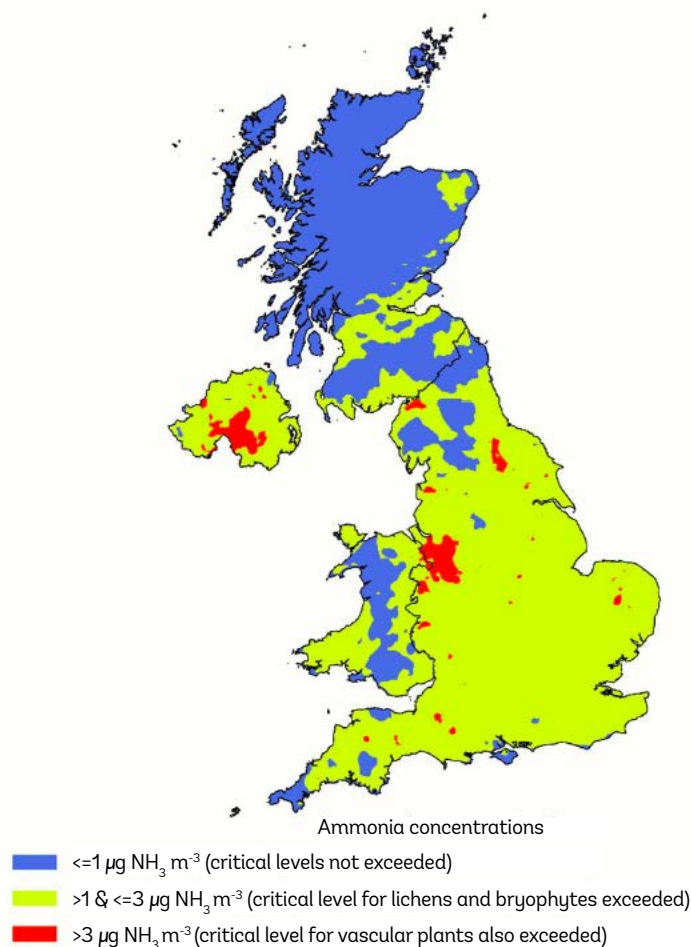 Ammonia concentrations
<=1 µg NH₃ m⁻³ (critical levels not exceeded)
>1 & <=3 µg NH₃ m⁻³ (critical level for lichens and bryophytes exceeded)
>3 µg NH₃ m⁻³ (critical level for vascular plants also exceeded)